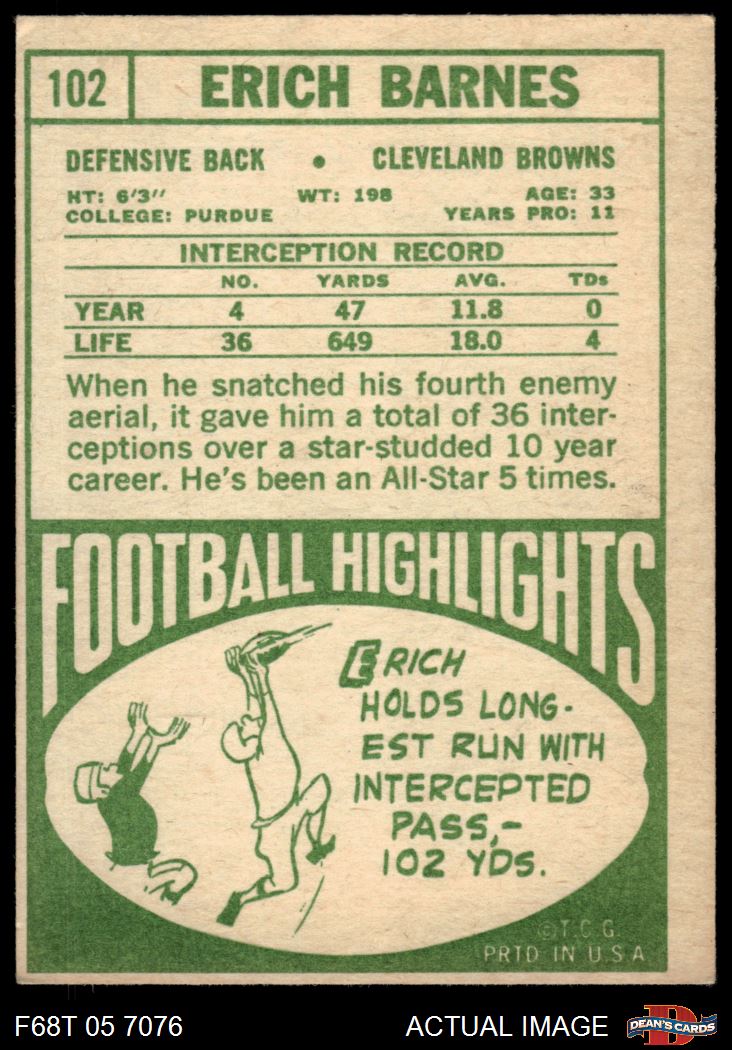 102 ERICH BARNES
DEFENSIVE BACK • CLEVELAND BROWNS
HT: 6'3" WT: 198 AGE: 33
COLLEGE: PURDUE YEARS PRO: 11
INTERCEPTION RECORD
NO. YARDS AVG. TDs
YEAR 4 47 11.8 0
LIFE 36 649 18.0 4
When he snatched his fourth enemy
aerial, it gave him a total of 36 inter-
ceptions over a star-studded 10 year
career. He's been an All-Star 5 times.
FOOTBALL HIGHLIGHTS
ERICH
HOLDS LONG-
EST RUN WITH
INTERCEPTED
PASS,-
102 YDS.
©T.C.G.
PRTD IN U.S.A
F68T 05 7076 ACTUAL IMAGE DEAN'S CARDS